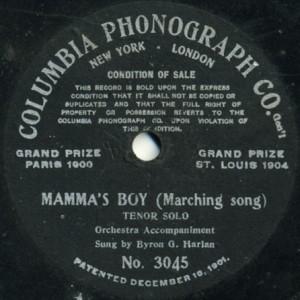 COLUMBIA PHONOGRAPH CO. Gen'l
NEW YORK - LONDON
CONDITION OF SALE
THIS RECORD IS SOLD UPON THE EXPRESS
CONDITION THAT IT SHALL NOT BE COPIED OR
DUPLICATED AND THAT THE FULL RIGHT OF
PROPERTY OR POSSESSION REVERTS TO THE
COLUMBIA PHONOGRAPH CO. UPON VIOLATION
OF THIS CONDITION.
GRAND PRIZE
PARIS 1900
GRAND PRIZE
ST. LOUIS 1904
MAMMA'S BOY (Marching song)
TENOR SOLO
Orchestra Accompaniment
Sung by Byron G. Harlan
No. 3045
PATENTED DECEMBER 10, 1901.